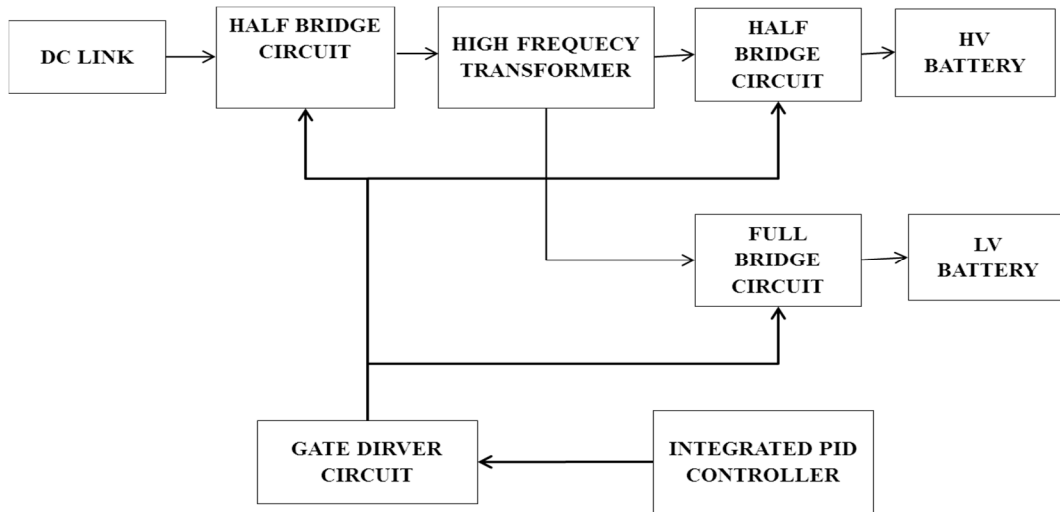 DC LINK
HALF BRIDGE
CIRCUIT
HIGH FREQUECY
TRANSFORMER
HALF
BRIDGE
CIRCUIT
HV
BATTERY
FULL
BRIDGE
CIRCUIT
LV
BATTERY
GATE DIRVER
CIRCUIT
INTEGRATED PID
CONTROLLER